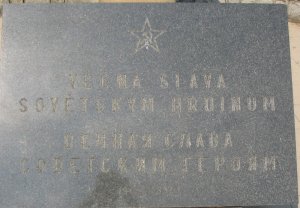 VĚČNÁ SLÁVA
SOVĚTSKÝM HRDINŮM
ВЕЧНАЯ СЛАВА
СОВЕТСКИМ ГЕРОЯМ